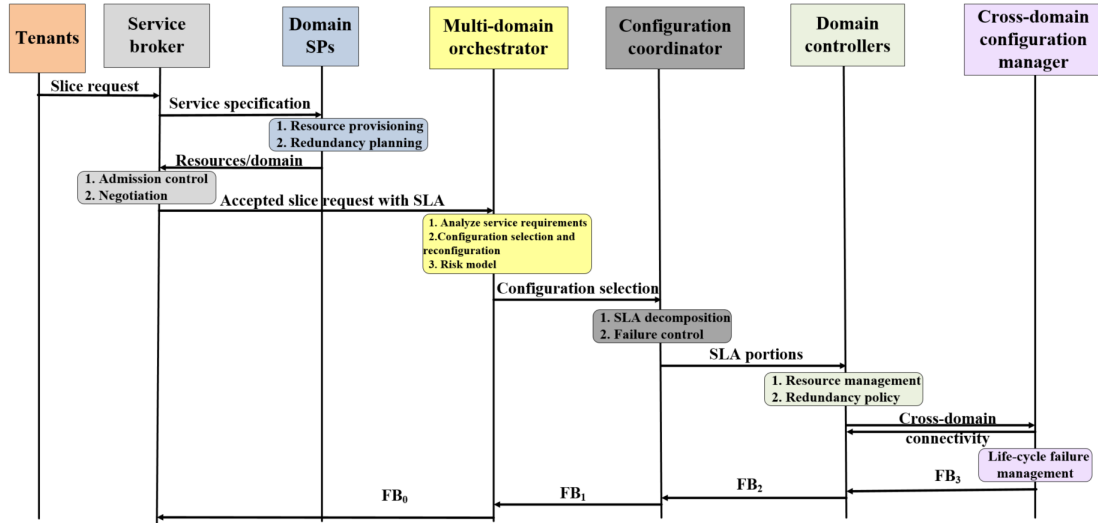 Tenants
Service
broker
Domain
SPs
Multi-domain
orchestrator
Configuration
coordinator
Domain
controllers
Cross-domain
configuration
manager
Slice request
Service specification
1. Resource provisioning
2. Redundancy planning
Resources/domain
1. Admission control
2. Negotiation
Accepted slice request with SLA
1. Analyze service requirements
2.Configuration selection and
reconfiguration
3. Risk model
Configuration selection
1. SLA decomposition
2. Failure control
SLA portions
1. Resource management
2. Redundancy policy
Cross-domain
connectivity
Life-cycle failure
management
FB₃
FB₂
FB₁
FB₀